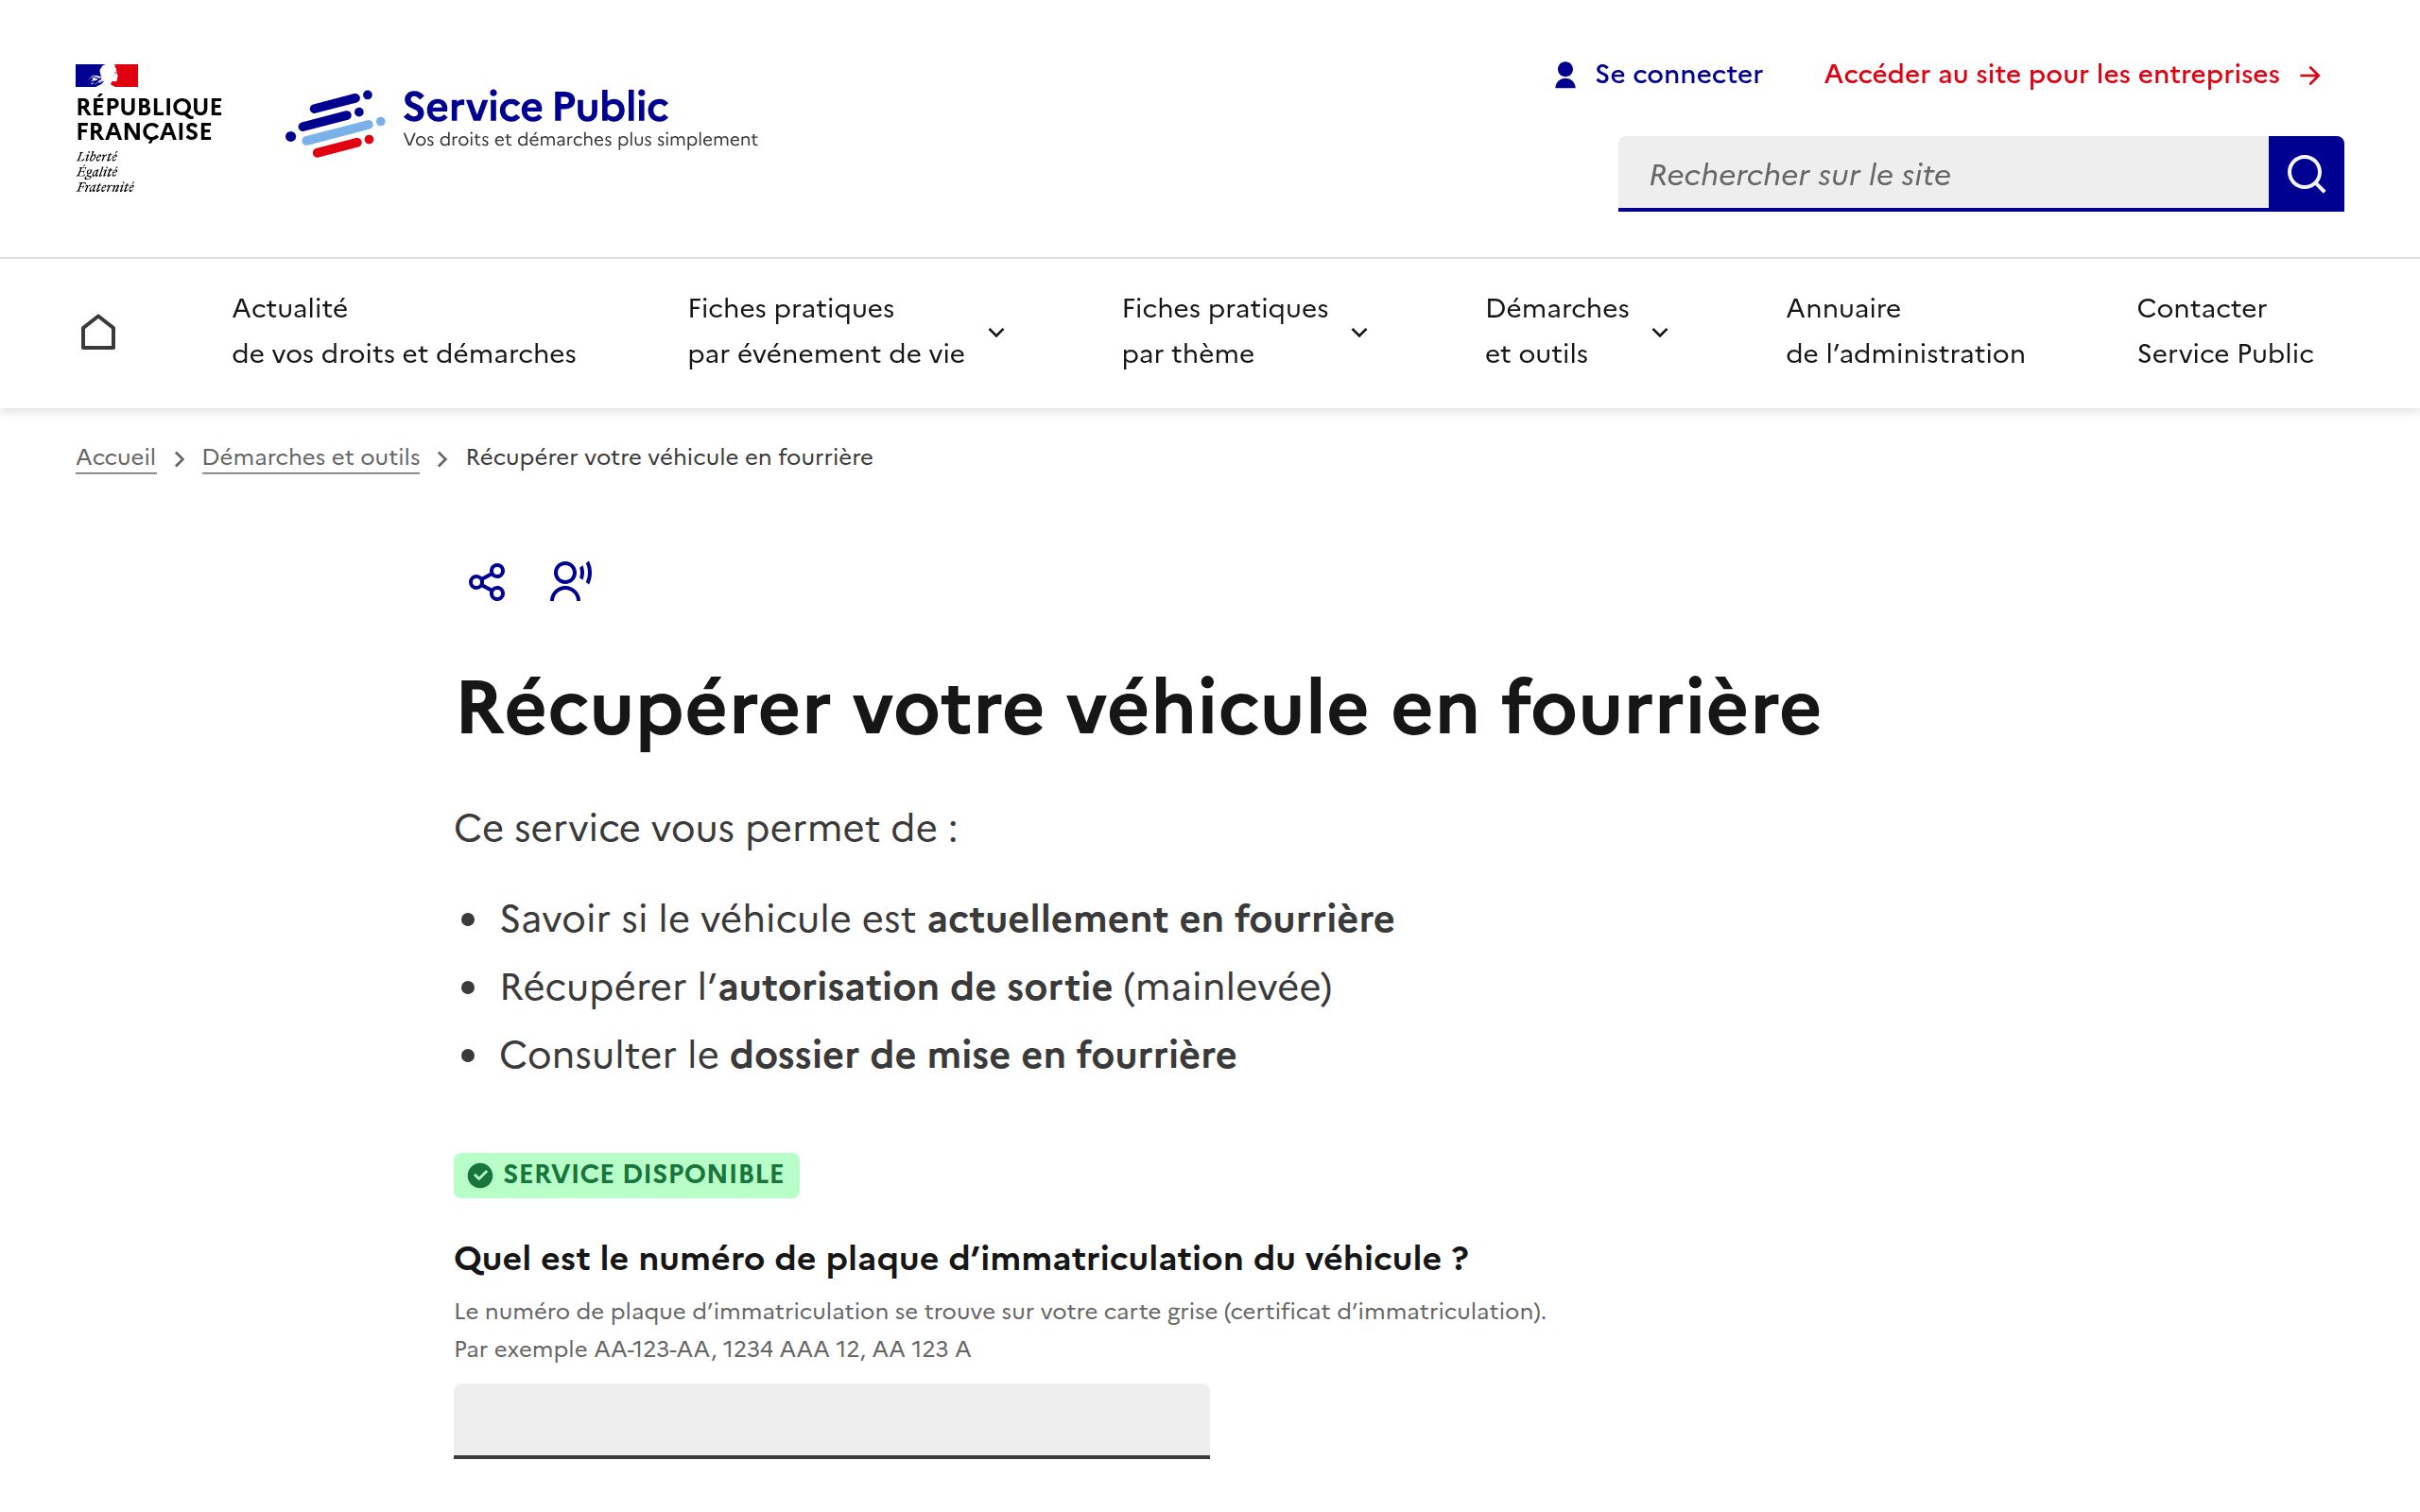 RÉPUBLIQUE
FRANÇAISE
Liberté
Égalité
Fraternité
Service Public
Vos droits et démarches plus simplement
Se connecter
Accéder au site pour les entreprises
Rechercher sur le site
Actualité
de vos droits et démarches
Fiches pratiques
par événement de vie
Fiches pratiques
par thème
Démarches
et outils
Annuaire
de l’administration
Contacter
Service Public
Accueil
Démarches et outils
Récupérer votre véhicule en fourrière
Récupérer votre véhicule en fourrière
Ce service vous permet de :
• Savoir si le véhicule est actuellement en fourrière
• Récupérer l’autorisation de sortie (mainlevée)
• Consulter le dossier de mise en fourrière
SERVICE DISPONIBLE
Quel est le numéro de plaque d’immatriculation du véhicule ?
Le numéro de plaque d’immatriculation se trouve sur votre carte grise (certificat d’immatriculation).
Par exemple AA-123-AA, 1234 AAA 12, AA 123 A